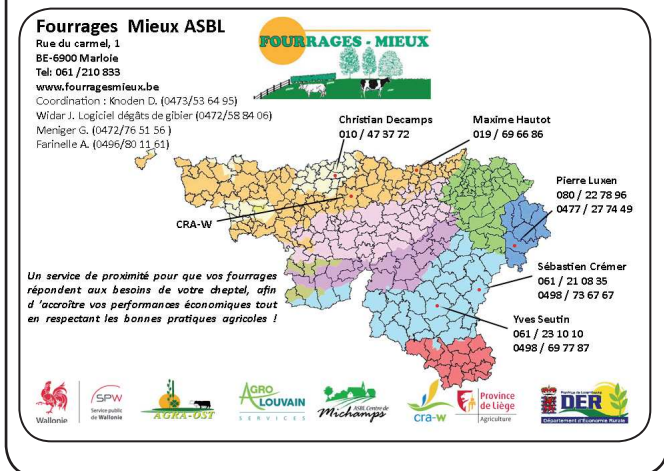 Fourrages Mieux ASBL
Rue du carmel, 1
BE-6900 Marloie
Tel: 061 /210 833
www.fourragesmieux.be
Coordination : Knoden D. (0473/53 64 95)
Widar J. Logiciel dégâts de gibier (0472/58 84 06)
Meniger G. (0472/76 51 56 )
Farinelle A. (0496/80 11 61)
FOURRAGES - MIEUX
Christian Decamps
010 / 47 37 72
Maxime Hautot
019 / 69 66 86
Pierre Luxen
080 / 22 78 96
0477 / 27 74 49
CRA-W
Sébastien Crémer
061 / 21 08 35
0498 / 73 67 67
Yves Seutin
061 / 23 10 10
0498 / 69 77 87
Un service de proximité pour que vos fourrages
répondent aux besoins de votre cheptel, afin
d 'accroître vos performances économiques tout
en respectant les bonnes pratiques agricoles !
Wallonie
SPW
Service public
de Wallonie
AGRA-OST
AGRO
LOUVAIN
SERVICES
ASBL Centre de
Michamps
cra-w
Province
de Liège
Agriculture
Province de Luxembourg
DER
Département d'Economie Rurale